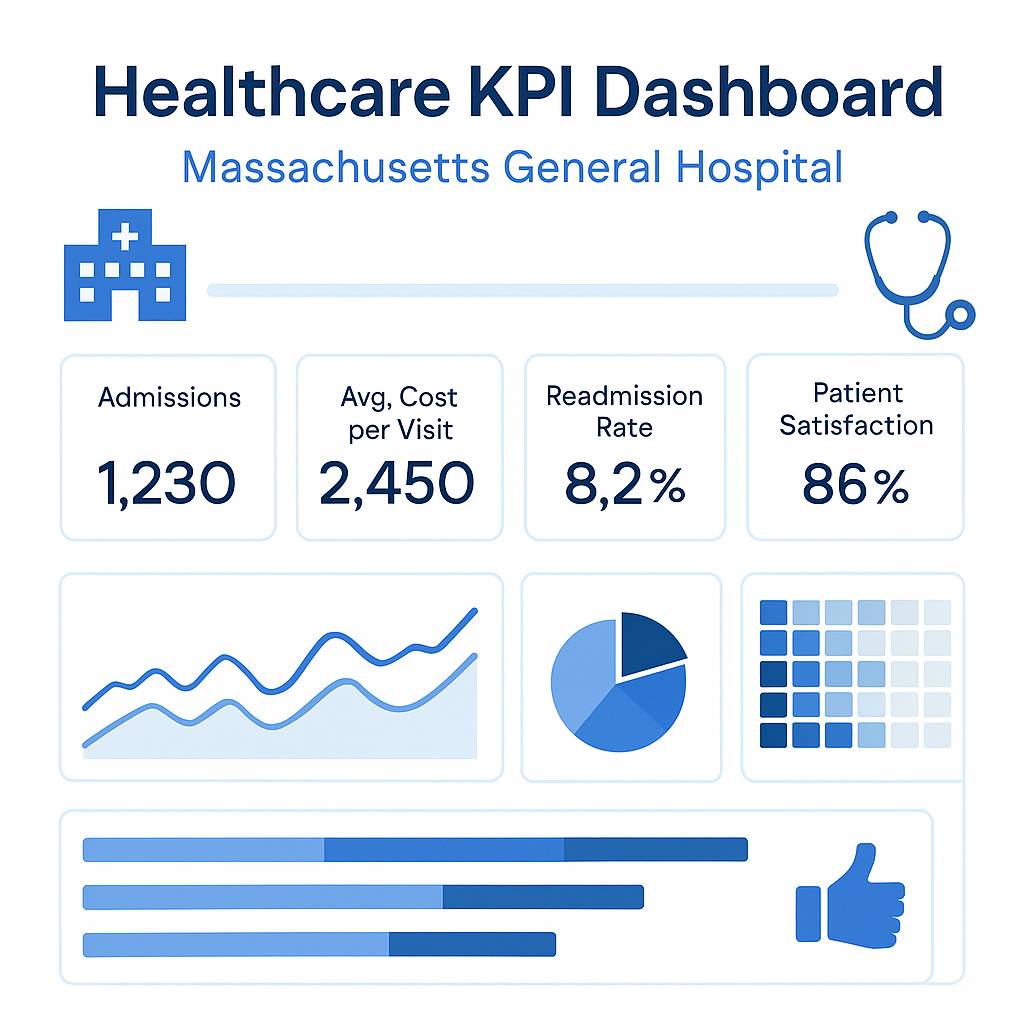 Healthcare KPI Dashboard
Massachusetts General Hospital
Admissions
1,230
Avg, Cost
per Visit
2,450
Readmission
Rate
8,2%
Patient
Satisfaction
86%